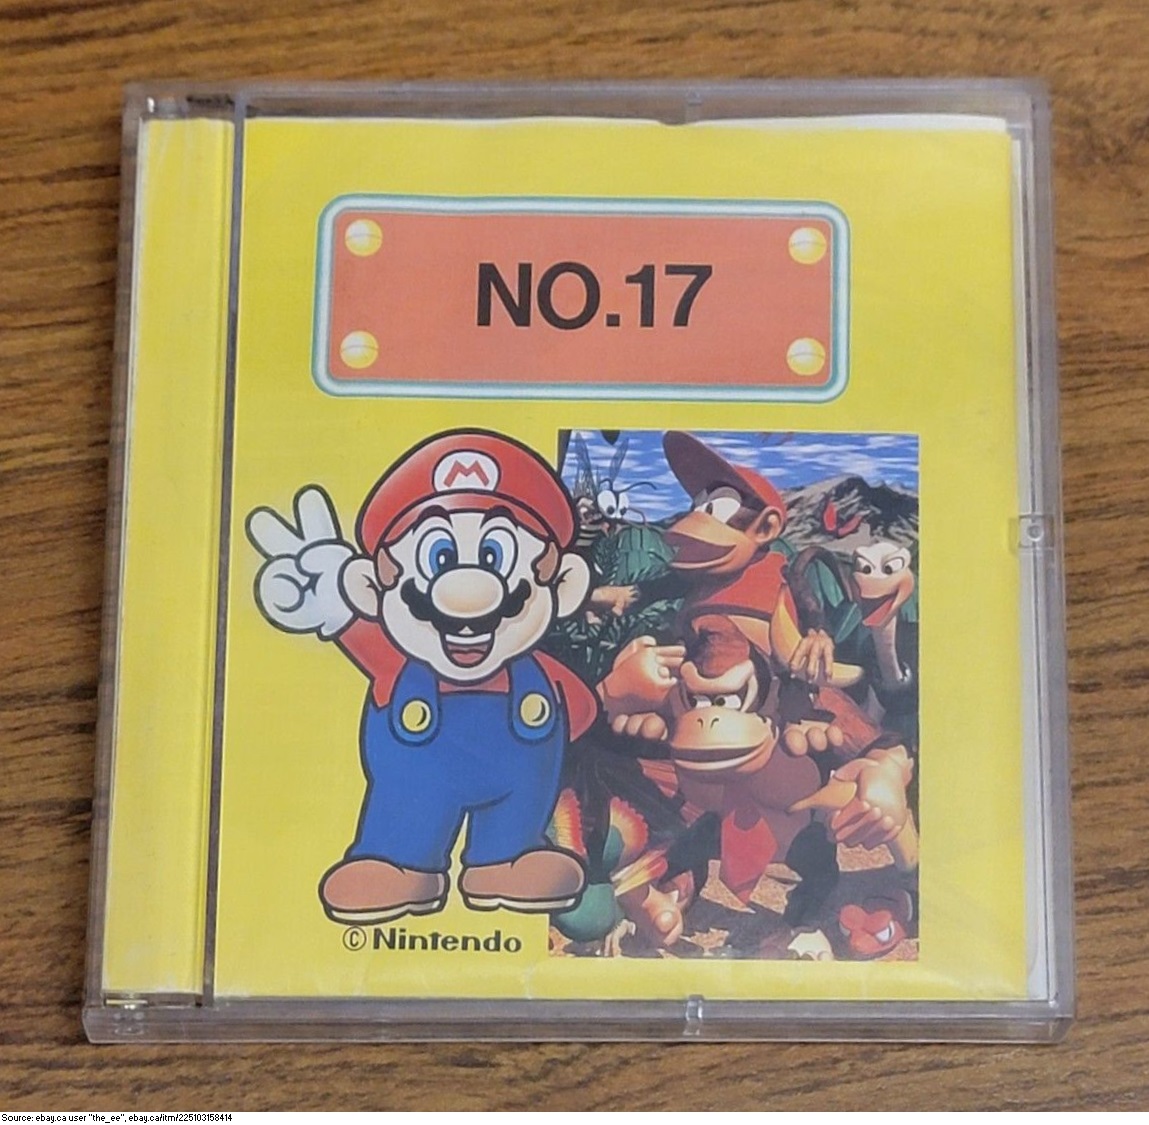 NO.17
M
© Nintendo
Source: ebay.ca user "the_ee", ebay.ca/itm/225103158414